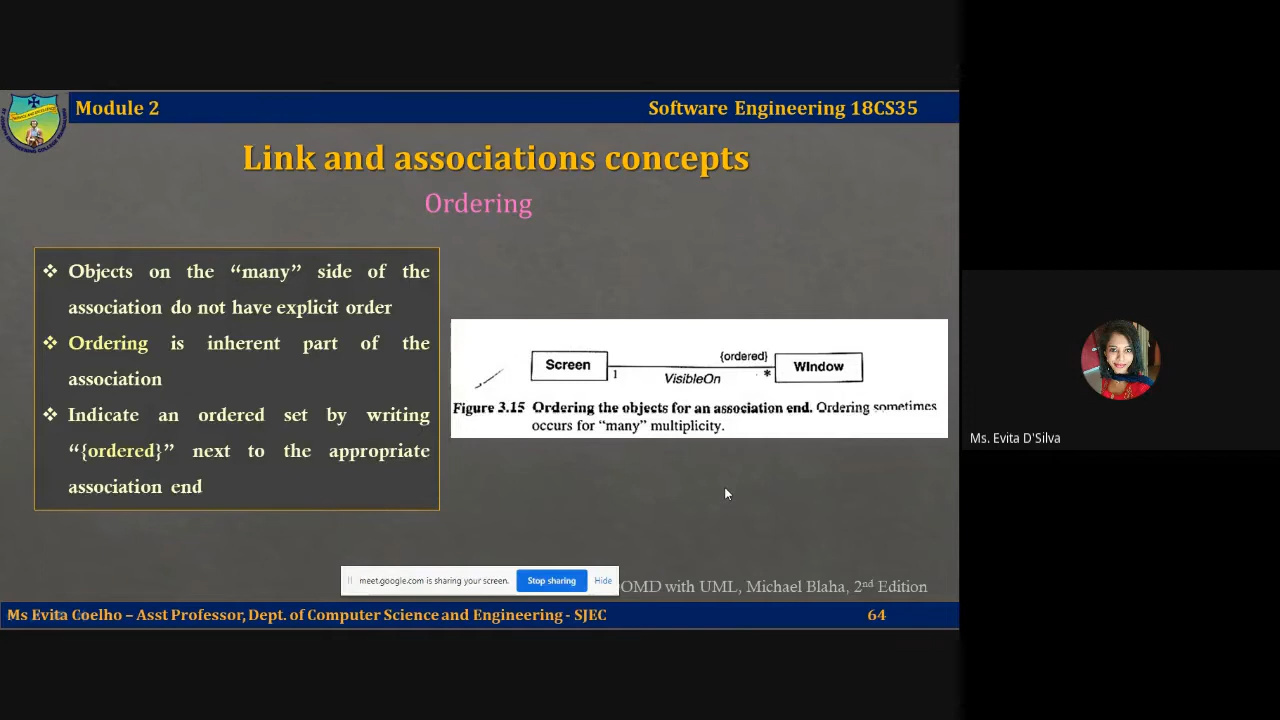 Module 2
Software Engineering 18CS35
Link and associations concepts
Ordering
❖ Objects on the “many” side of the
association do not have explicit order
❖ Ordering is inherent part of the
association
❖ Indicate an ordered set by writing
“{ordered}” next to the appropriate
association end
Screen
1
VisibleOn
{ordered}
*
Window
Figure 3.15 Ordering the objects for an association end. Ordering sometimes
occurs for “many” multiplicity.
Ms. Evita D'Silva
meet.google.com is sharing your screen.
Stop sharing
Hide
OMD with UML, Michael Blaha, 2nd Edition
Ms Evita Coelho – Asst Professor, Dept. of Computer Science and Engineering - SJEC
64